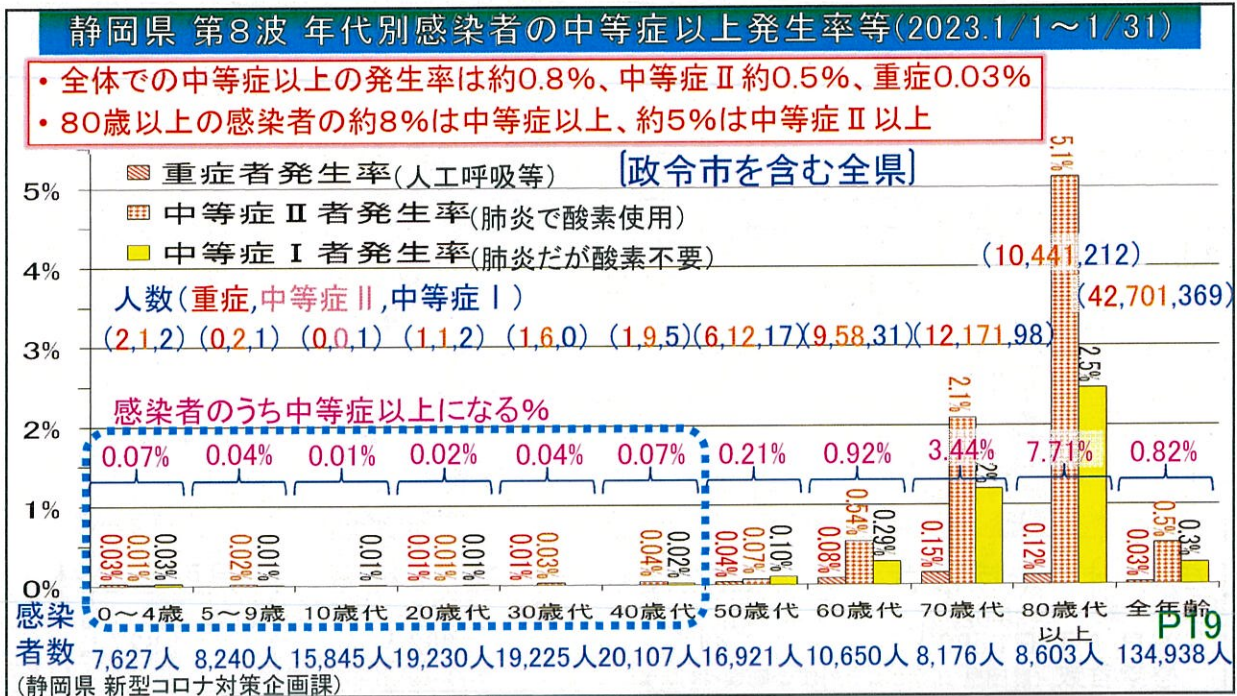 静岡県 第8波 年代別感染者の中等症以上発生率等(2023.1/1～1/31)
・全体での中等症以上の発生率は約0.8%、中等症Ⅱ約0.5%、重症0.03%
・80歳以上の感染者の約8%は中等症以上、約5%は中等症Ⅱ以上
重症者発生率(人工呼吸等)
[政令市を含む全県]
中等症Ⅱ者発生率(肺炎で酸素使用)
中等症Ⅰ者発生率(肺炎だが酸素不要)
人数(重症,中等症Ⅱ,中等症Ⅰ)
(2,1,2) (0,2,1) (0,0,1) (1,1,2) (1,6,0) (1,9,5) (6,12,17) (9,58,31) (12,171,98)
(10,441,212)
(42,701,369)
感染者のうち中等症以上になる%
0.07% 0.04% 0.01% 0.02% 0.04% 0.07% 0.21% 0.92% 3.44% 7.71% 0.82%
5%
4%
3%
2%
1%
0%
0.03% 0.01% 0.03%
0.02% 0.01%
0.01%
0.01% 0.01% 0.01%
0.01% 0.03%
0.04% 0.02%
0.04% 0.07% 0.10%
0.08% 0.54% 0.29%
0.15% 2.1%
0.12% 5.1% 2.5%
0.03% 0.5% 0.3%
0～4歳 5～9歳 10歳代 20歳代 30歳代 40歳代 50歳代 60歳代 70歳代 80歳代以上 全年齢
P19
感染者数 7,627人 8,240人 15,845人 19,230人 19,225人 20,107人 16,921人 10,650人 8,176人 8,603人 134,938人
(静岡県 新型コロナ対策企画課)